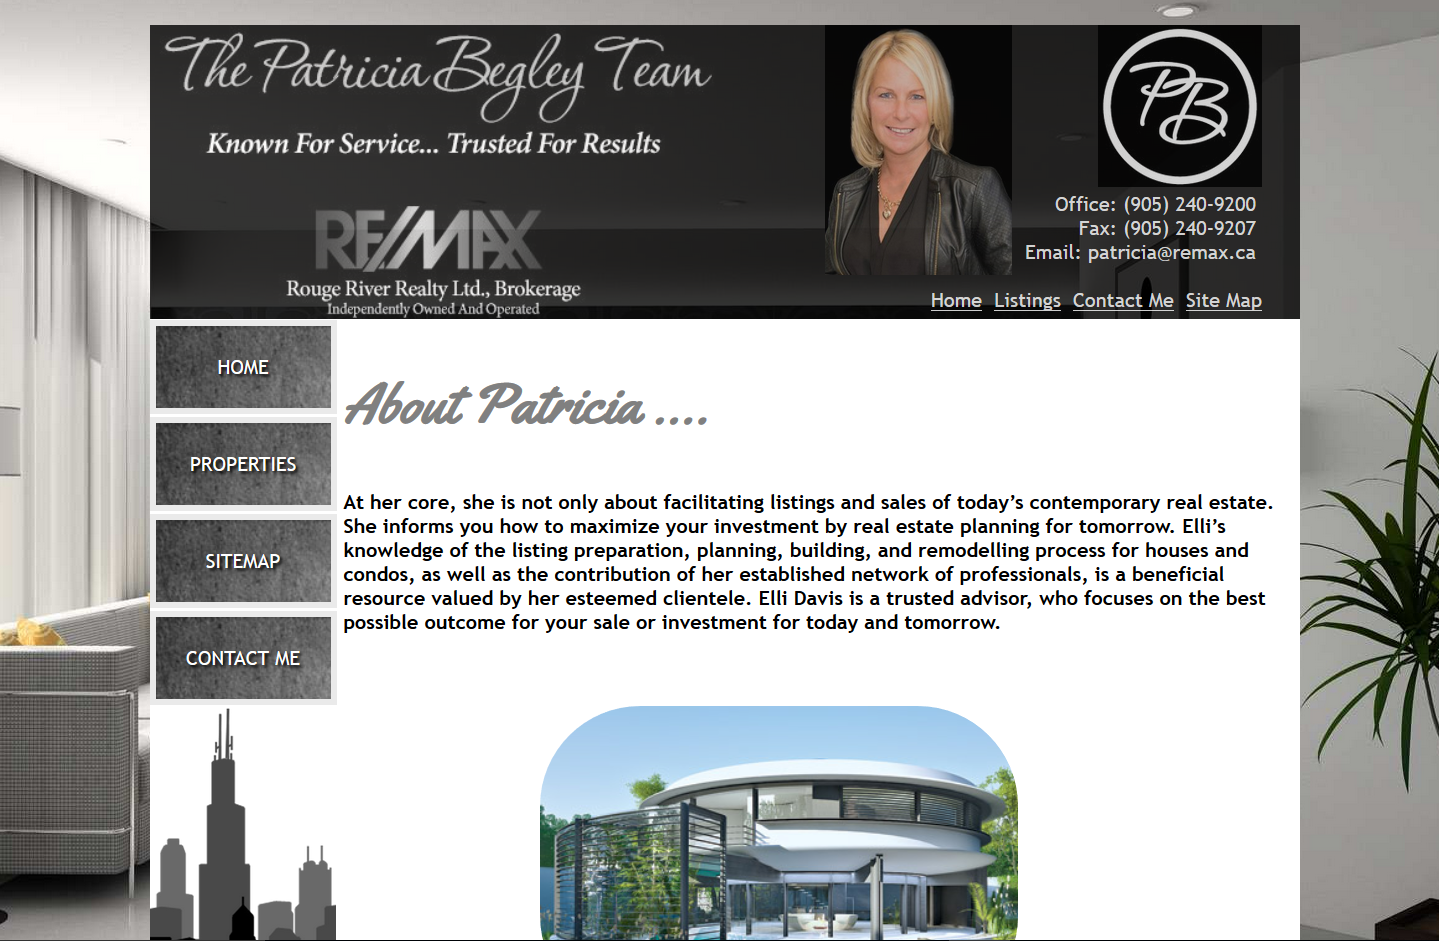 The Patricia Begley Team
Known For Service... Trusted For Results
RE/MAX
Rouge River Realty Ltd., Brokerage
Independently Owned And Operated
PB
Office: (905) 240-9200
Fax: (905) 240-9207
Email: patricia@remax.ca
Home Listings Contact Me Site Map
HOME
PROPERTIES
SITEMAP
CONTACT ME
About Patricia ....
At her core, she is not only about facilitating listings and sales of today’s contemporary real estate.
She informs you how to maximize your investment by real estate planning for tomorrow. Elli’s
knowledge of the listing preparation, planning, building, and remodelling process for houses and
condos, as well as the contribution of her established network of professionals, is a beneficial
resource valued by her esteemed clientele. Elli Davis is a trusted advisor, who focuses on the best
possible outcome for your sale or investment for today and tomorrow.